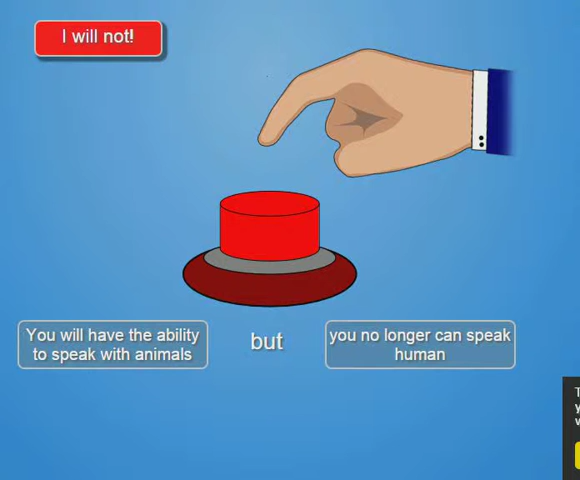 I will not!
You will have the ability
to speak with animals
but
you no longer can speak
human